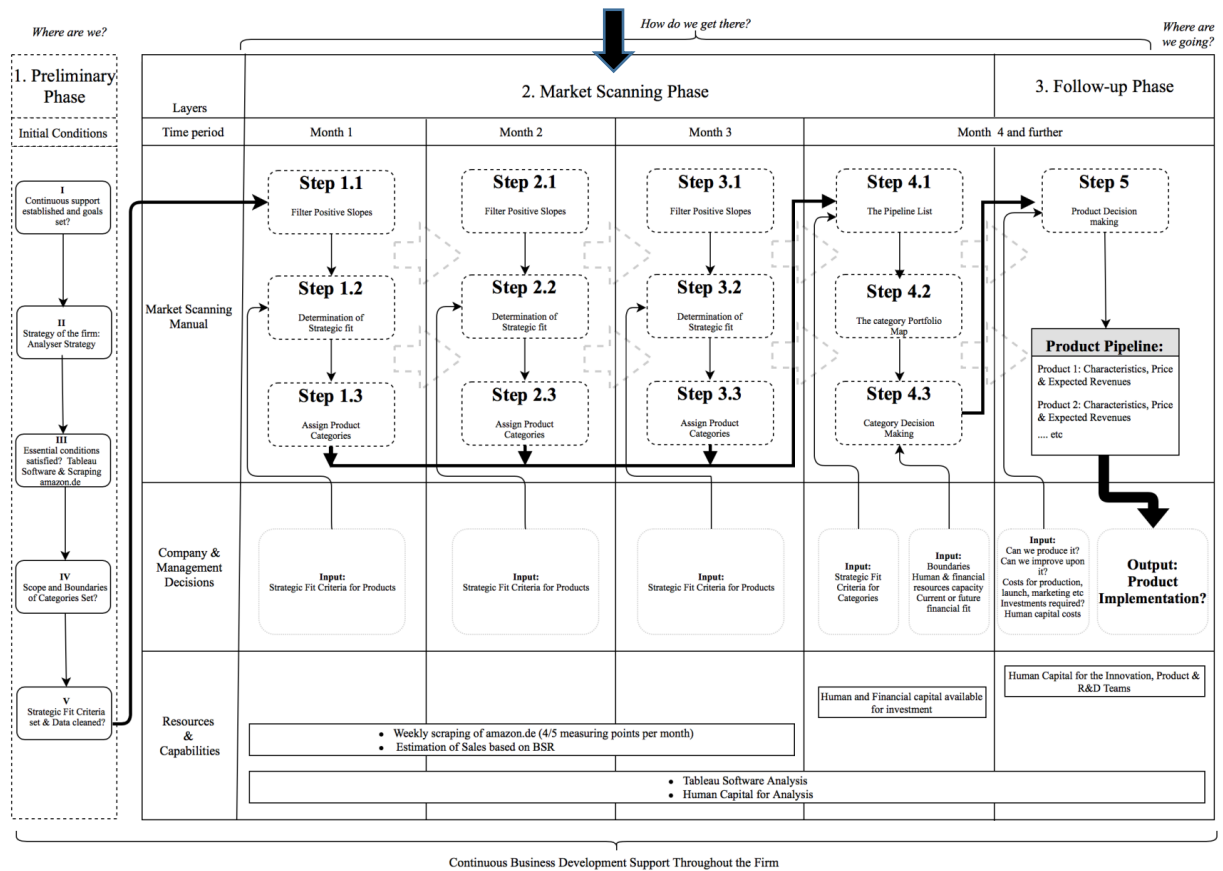 Where are we?
How do we get there?
Where are
we going?
1. Preliminary
Phase
Initial Conditions
I
Continuous support
established and goals
set?
II
Strategy of the firm:
Analyser Strategy
III
Essential conditions
satisfied? Tableau
Software & Scraping
amazon.de
IV
Scope and Boundaries
of Categories Set?
V
Strategic Fit Criteria
set & Data cleaned?
Layers
2. Market Scanning Phase
3. Follow-up Phase
Time period
Month 1
Month 2
Month 3
Month 4 and further
Market Scanning
Manual
Step 1.1
Filter Positive Slopes
Step 1.2
Determination of
Strategic fit
Step 1.3
Assign Product
Categories
Step 2.1
Filter Positive Slopes
Step 2.2
Determination of
Strategic fit
Step 2.3
Assign Product
Categories
Step 3.1
Filter Positive Slopes
Step 3.2
Determination of
Strategic fit
Step 3.3
Assign Product
Categories
Step 4.1
The Pipeline List
Step 4.2
The category Portfolio
Map
Step 4.3
Category Decision
Making
Step 5
Product Decision
making
Product Pipeline:
Product 1: Characteristics, Price
& Expected Revenues
Product 2: Characteristics, Price
& Expected Revenues
.... etc
Company &
Management
Decisions
Input:
Strategic Fit Criteria for Products
Input:
Strategic Fit Criteria for Products
Input:
Strategic Fit Criteria for Products
Input:
Strategic Fit Criteria for
Categories
Input:
Boundaries
Human & financial
resources capacity
Current or future
financial fit
Input:
Can we produce it?
Can we improve upon
it?
Costs for production,
launch, marketing etc
Investments required?
Human capital costs
Output:
Product
Implementation?
Resources
&
Capabilities
Human and Financial capital available
for investment
Human Capital for the Innovation, Product &
R&D Teams
• Weekly scraping of amazon.de (4/5 measuring points per month)
• Estimation of Sales based on BSR
• Tableau Software Analysis
• Human Capital for Analysis
Continuous Business Development Support Throughout the Firm